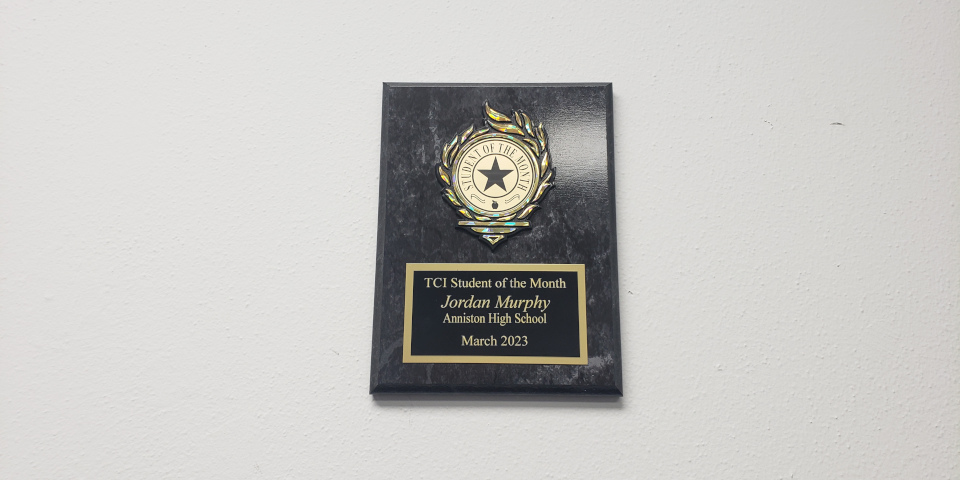 STUDENT OF THE MONTH
TCI Student of the Month
Jordan Murphy
Anniston High School
March 2023